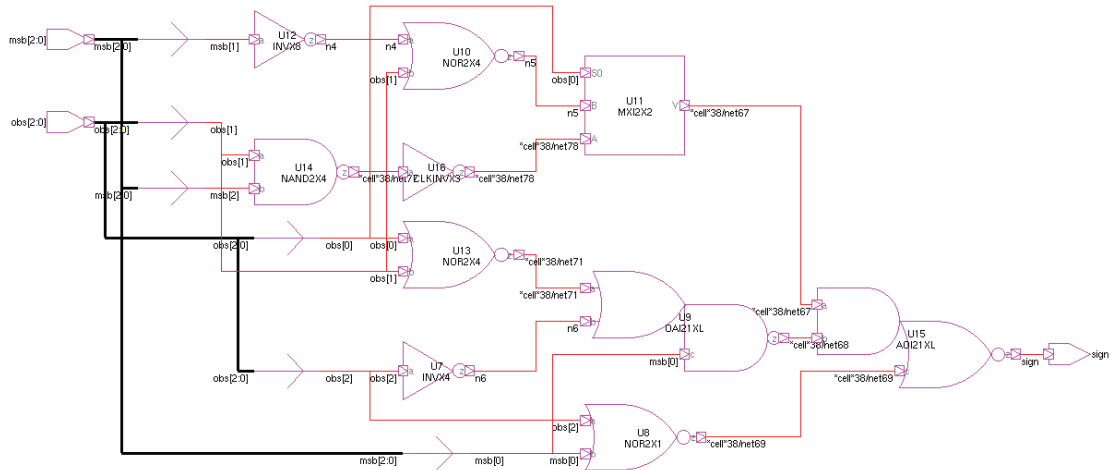 msb[2:0]
msb[2:0]
msb[1]
a
U12
INVX8
z
n4
n4
a
U10
NOR2X4
z
n5
obs[1]
b
obs[0]
S0
n5
B
U11
MXI2X2
Y
*cell*38/net67
*cell*38/net78
A
obs[2:0]
obs[2:0]
obs[1]
obs[1]
a
U14
NAND2X4
z
*cell*38/net77
a
U16
CLKINVX3
z
*cell*38/net78
msb[2:0]
msb[2]
b
obs[2:0]
obs[0]
obs[0]
a
U13
NOR2X4
z
*cell*38/net71
obs[1]
b
*cell*38/net71
a
n6
b
U9
OAI21XL
z
*cell*38/net68
msb[0]
c
*cell*38/net67
a
b
U15
AOI21XL
z
sign
sign
*cell*38/net69
c
obs[2:0]
obs[2]
obs[2]
a
U7
INVX4
z
n6
obs[2]
a
U8
NOR2X1
z
*cell*38/net69
msb[2:0]
msb[0]
msb[0]
b